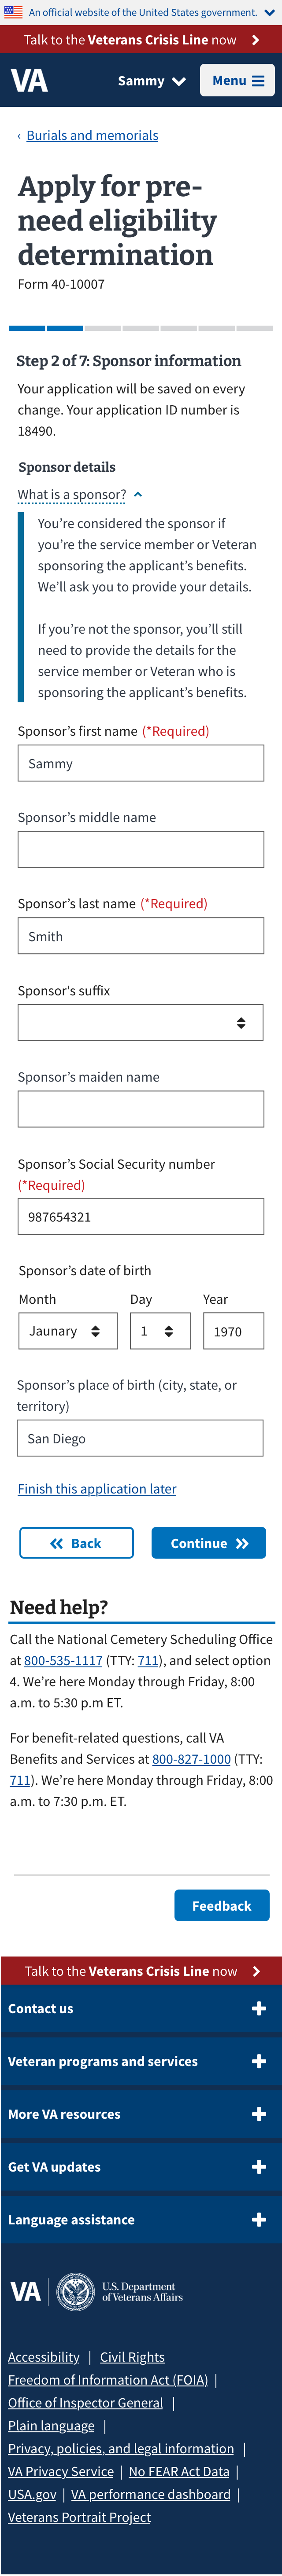 An official website of the United States government.
Talk to the Veterans Crisis Line now
VA
Sammy
Menu
‹ Burials and memorials
Apply for pre-
need eligibility
determination
Form 40-10007
Step 2 of 7: Sponsor information
Your application will be saved on every
change. Your application ID number is
18490.
Sponsor details
What is a sponsor?
You’re considered the sponsor if
you’re the service member or Veteran
sponsoring the applicant’s benefits.
We’ll ask you to provide your details.
If you’re not the sponsor, you’ll still
need to provide the details for the
service member or Veteran who is
sponsoring the applicant’s benefits.
Sponsor’s first name (*Required)
Sammy
Sponsor’s middle name
Sponsor’s last name (*Required)
Smith
Sponsor's suffix
Sponsor’s maiden name
Sponsor’s Social Security number
(*Required)
987654321
Sponsor’s date of birth
Month Day Year
Jaunary 1 1970
Sponsor’s place of birth (city, state, or
territory)
San Diego
Finish this application later
Back
Continue
Need help?
Call the National Cemetery Scheduling Office
at 800-535-1117 (TTY: 711), and select option
4. We’re here Monday through Friday, 8:00
a.m. to 5:30 p.m ET.
For benefit-related questions, call VA
Benefits and Services at 800-827-1000 (TTY:
711). We’re here Monday through Friday, 8:00
a.m. to 7:30 p.m. ET.
Feedback
Talk to the Veterans Crisis Line now
Contact us
Veteran programs and services
More VA resources
Get VA updates
Language assistance
VA
U.S. Department
of Veterans Affairs
Accessibility | Civil Rights
Freedom of Information Act (FOIA) |
Office of Inspector General |
Plain language |
Privacy, policies, and legal information |
VA Privacy Service | No FEAR Act Data |
USA.gov | VA performance dashboard |
Veterans Portrait Project